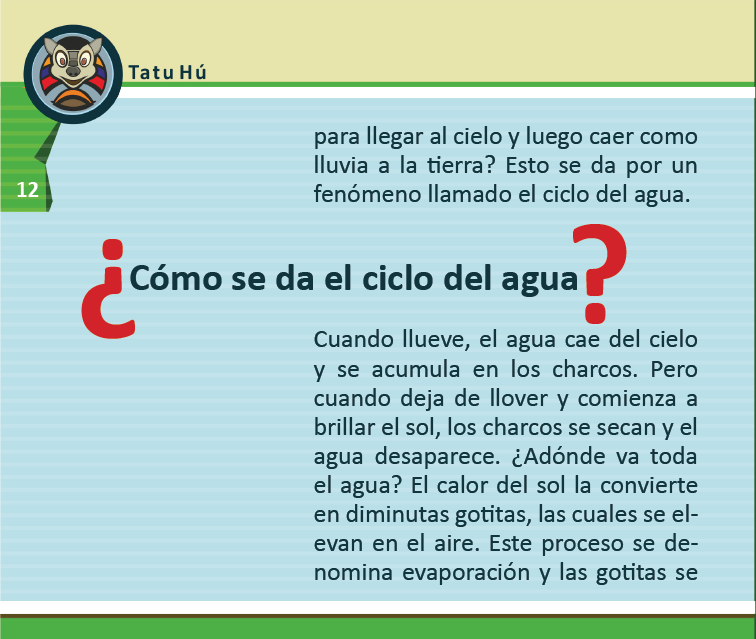 Tatu Hú
12
para llegar al cielo y luego caer como
lluvia a la tierra? Esto se da por un
fenómeno llamado el ciclo del agua.
¿Cómo se da el ciclo del agua?
Cuando llueve, el agua cae del cielo
y se acumula en los charcos. Pero
cuando deja de llover y comienza a
brillar el sol, los charcos se secan y el
agua desaparece. ¿Adónde va toda
el agua? El calor del sol la convierte
en diminutas gotitas, las cuales se el-
evan en el aire. Este proceso se de-
nomina evaporación y las gotitas se